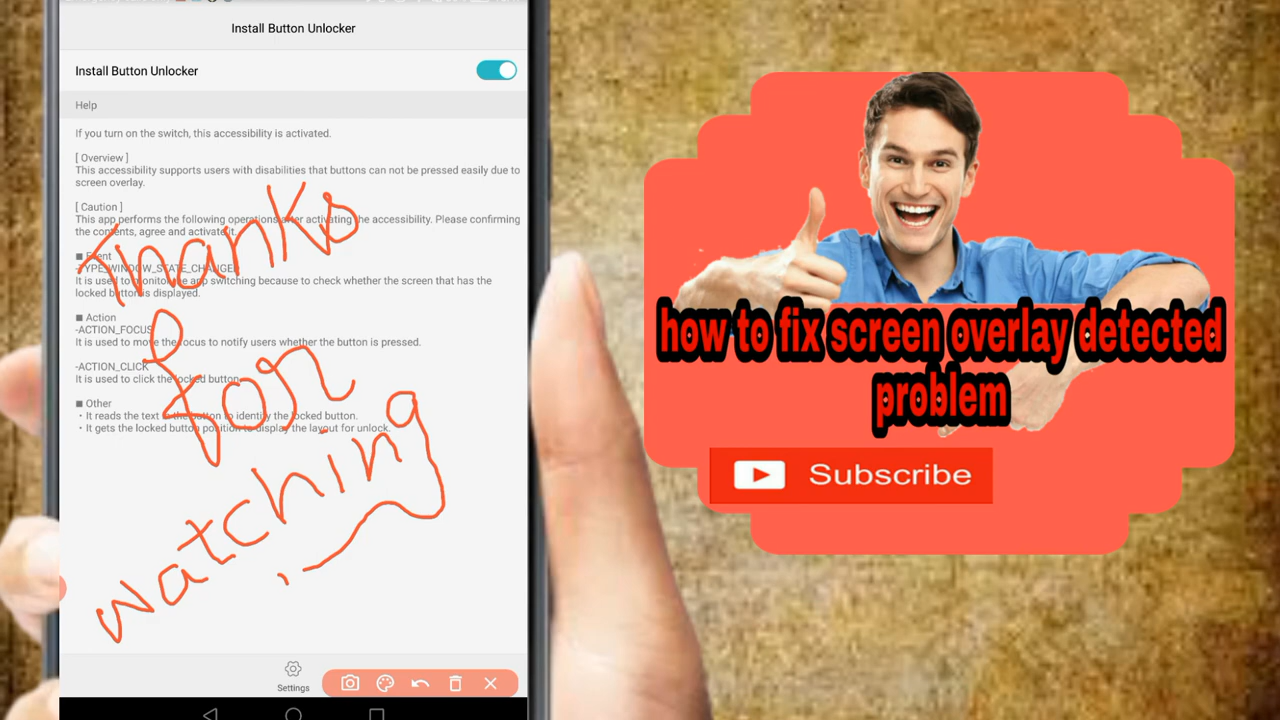 Install Button Unlocker
Install Button Unlocker
Help
If you turn on the switch, this accessibility is activated.
[ Overview ]
This accessibility supports users with disabilities that buttons can not be pressed easily due to
screen overlay.
[ Caution ]
This app performs the following operations after activating the accessibility. Please confirming
the contents, agree and activate it.
■ Event
-TYPE_WINDOW_STATE_CHANGED
It is used to monitor the app switching because to check whether the screen that has the
locked button is displayed.
■ Action
-ACTION_FOCUS
It is used to move the focus to notify users whether the button is pressed.
-ACTION_CLICK
It is used to click the locked button.
■ Other
・It reads the text of the button to identify the locked button.
・It gets the locked button position to display the layout for unlock.
Thanks
for
watching
Settings
how to fix screen overlay detected
problem
Subscribe